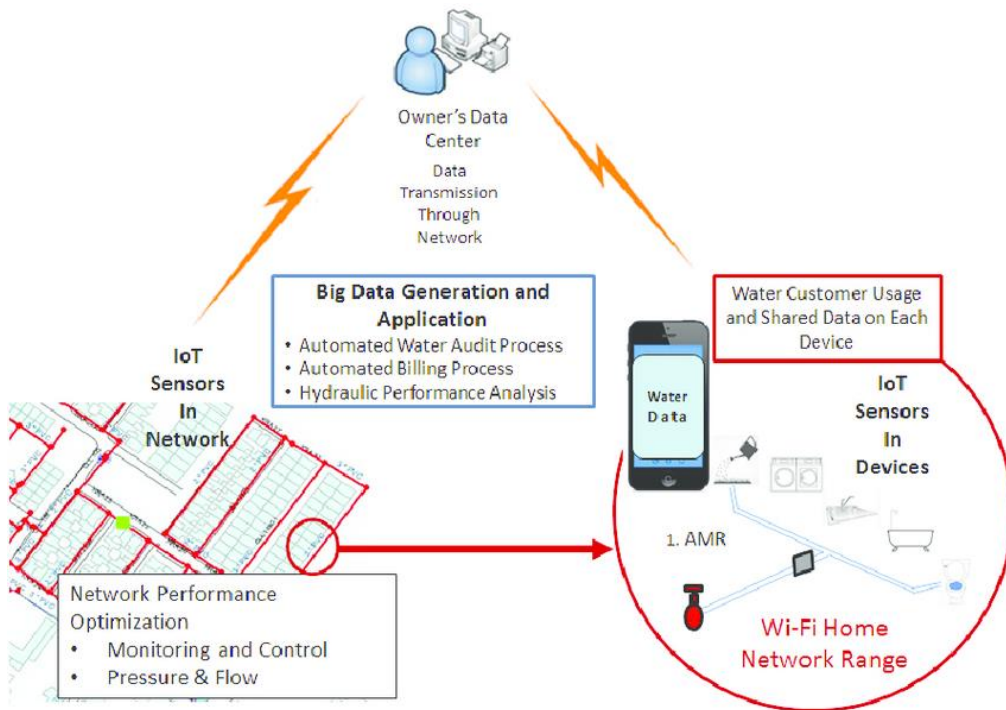 Owner's Data
Center
Data
Transmission
Through
Network
Big Data Generation and
Application
• Automated Water Audit Process
• Automated Billing Process
• Hydraulic Performance Analysis
Water Customer Usage
and Shared Data on Each
Device
IoT
Sensors
In
Network
Water
Data
IoT
Sensors
In
Devices
1. AMR
Network Performance
Optimization
• Monitoring and Control
• Pressure & Flow
Wi-Fi Home
Network Range